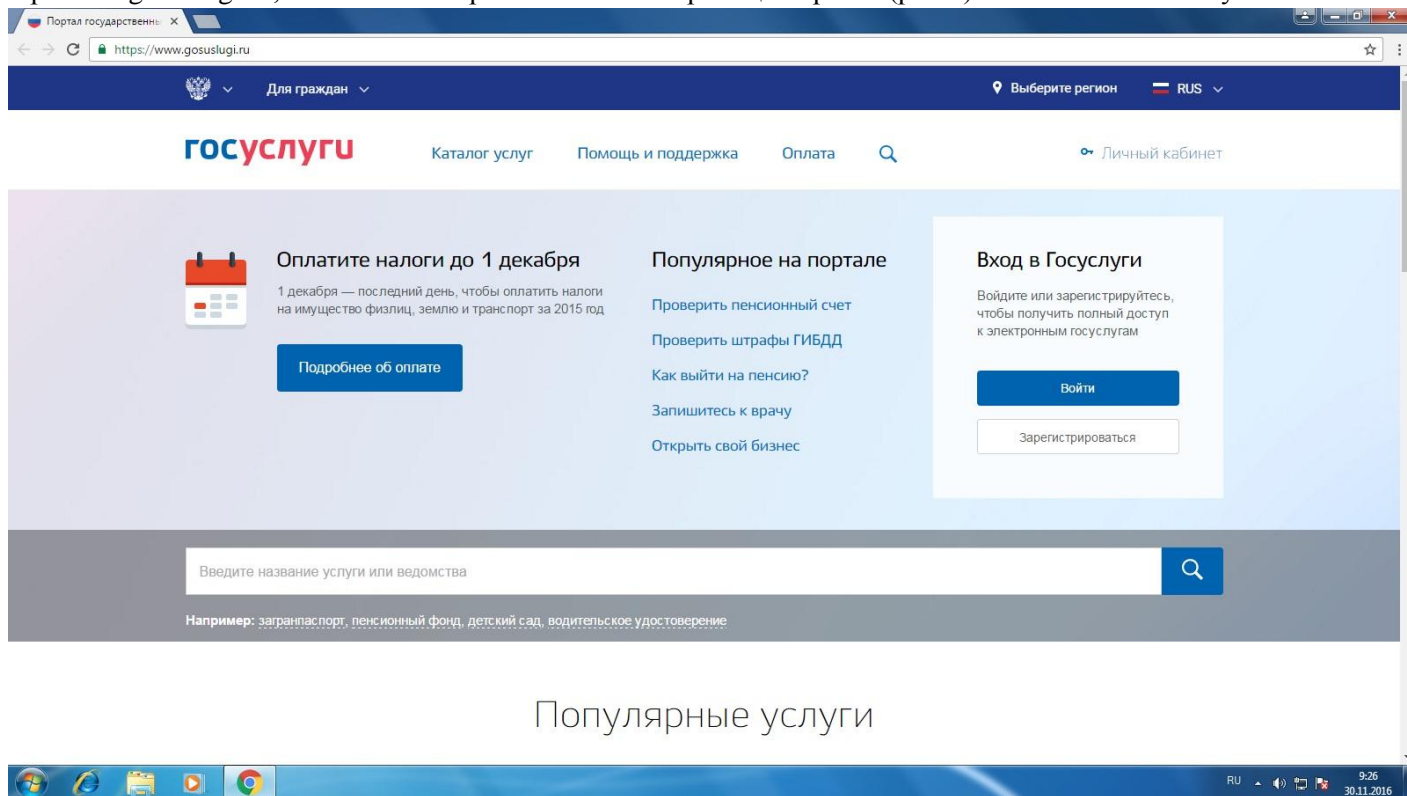 Портал государственны
https://www.gosuslugi.ru
Для граждан
Выберите регион
RUS
госуслуги
Каталог услуг
Помощь и поддержка
Оплата
Личный кабинет
Оплатите налоги до 1 декабря
1 декабря — последний день, чтобы оплатить налоги
на имущество физлиц, землю и транспорт за 2015 год
Подробнее об оплате
Популярное на портале
Проверить пенсионный счет
Проверить штрафы ГИБДД
Как выйти на пенсию?
Запишитесь к врачу
Открыть свой бизнес
Вход в Госуслуги
Войдите или зарегистрируйтесь,
чтобы получить полный доступ
к электронным госуслугам
Войти
Зарегистрироваться
Введите название услуги или ведомства
Например: загранпаспорт, пенсионный фонд, детский сад, водительское удостоверение
Популярные услуги
RU
9:26
30.11.2016